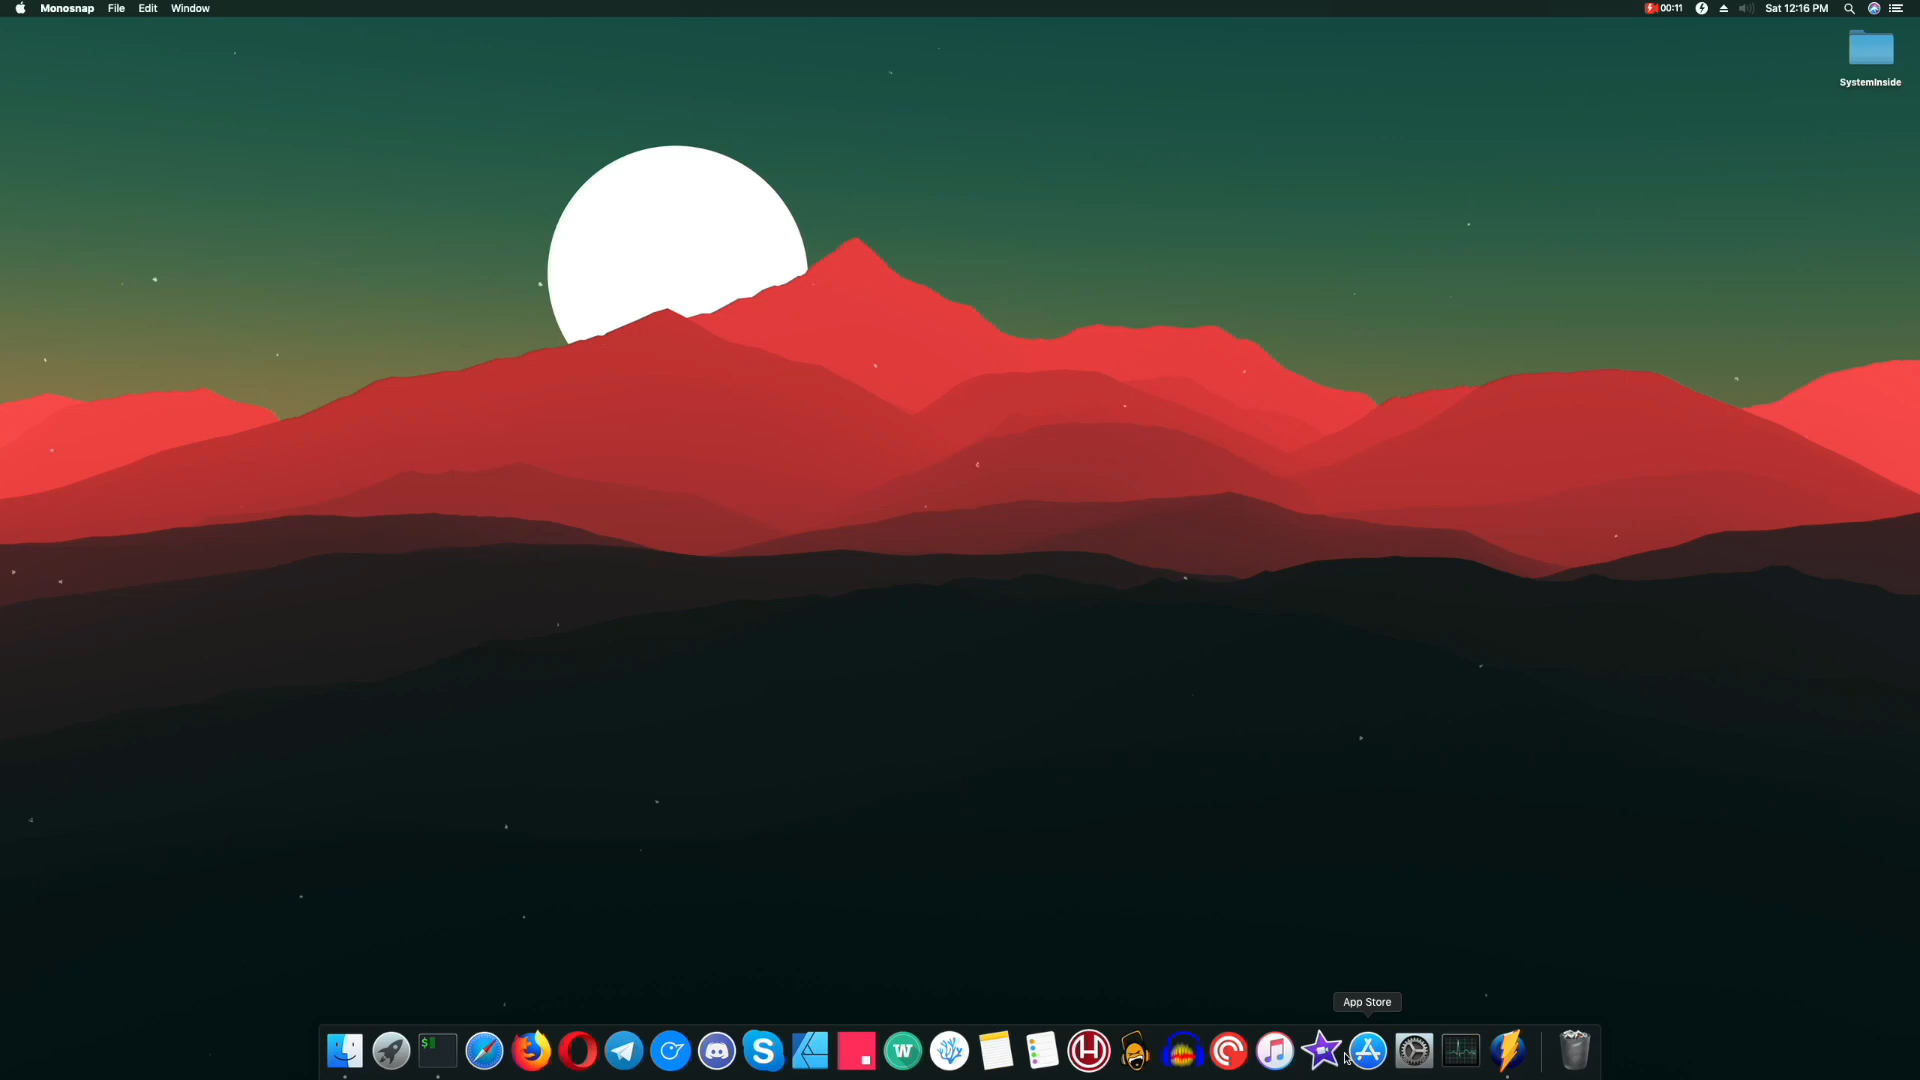 Monosnap File Edit Window
00:11 Sat 12:16 PM
SystemInside
App Store
$
W
H